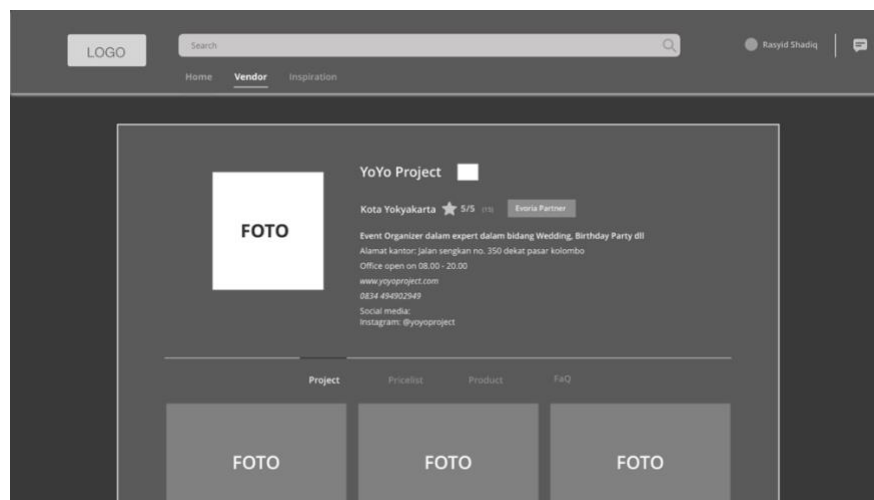 LOGO
Search
Rasyid Shadiq
Home Vendor Inspiration
YoYo Project
FOTO
Kota Yokyakarta 5/5 (15) Evoria Partner
Event Organizer dalam expert dalam bidang Wedding, Birthday Party dll
Alamat kantor: Jalan sengkan no. 350 dekat pasar kolombo
Office open on 08.00 - 20.00
www.yoyoproject.com
0834 494902949
Social media:
Instagram: @yoyoproject
Project Pricelist Product FaQ
FOTO FOTO FOTO